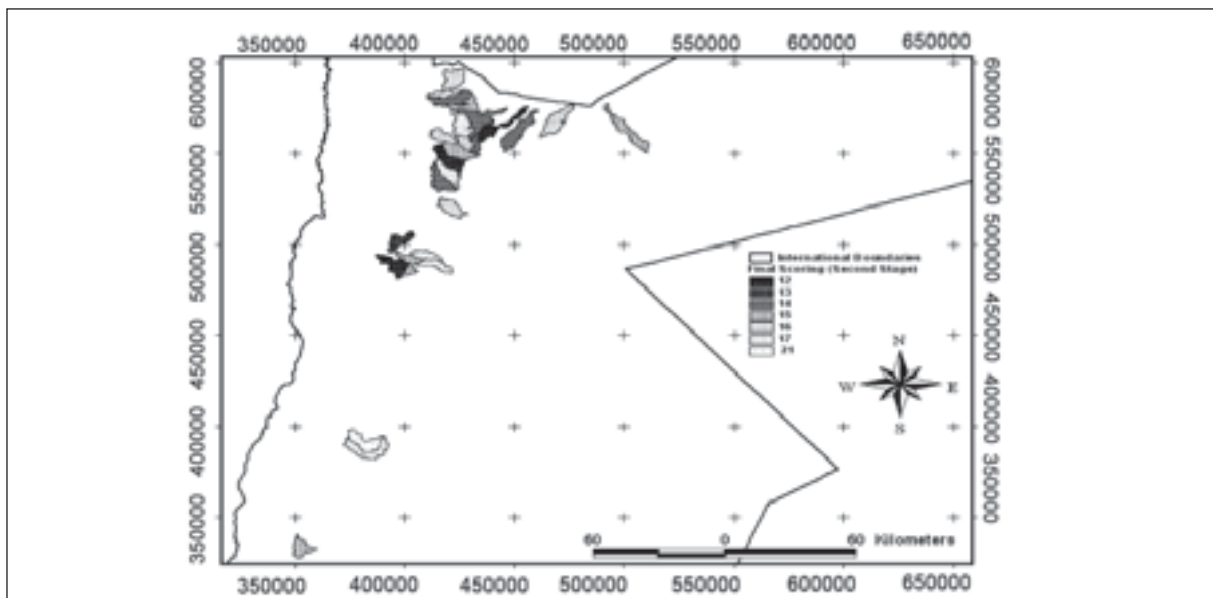 350000 400000 450000 500000 550000 600000 650000
600000
550000
500000
450000
400000
350000
600000
550000
500000
450000
400000
350000
International Boundaries
Final Scoring (Second Stage)
12
13
14
15
16
17
21
N
W E
S
60 0 60 Kilometers
350000 400000 450000 500000 550000 600000 650000